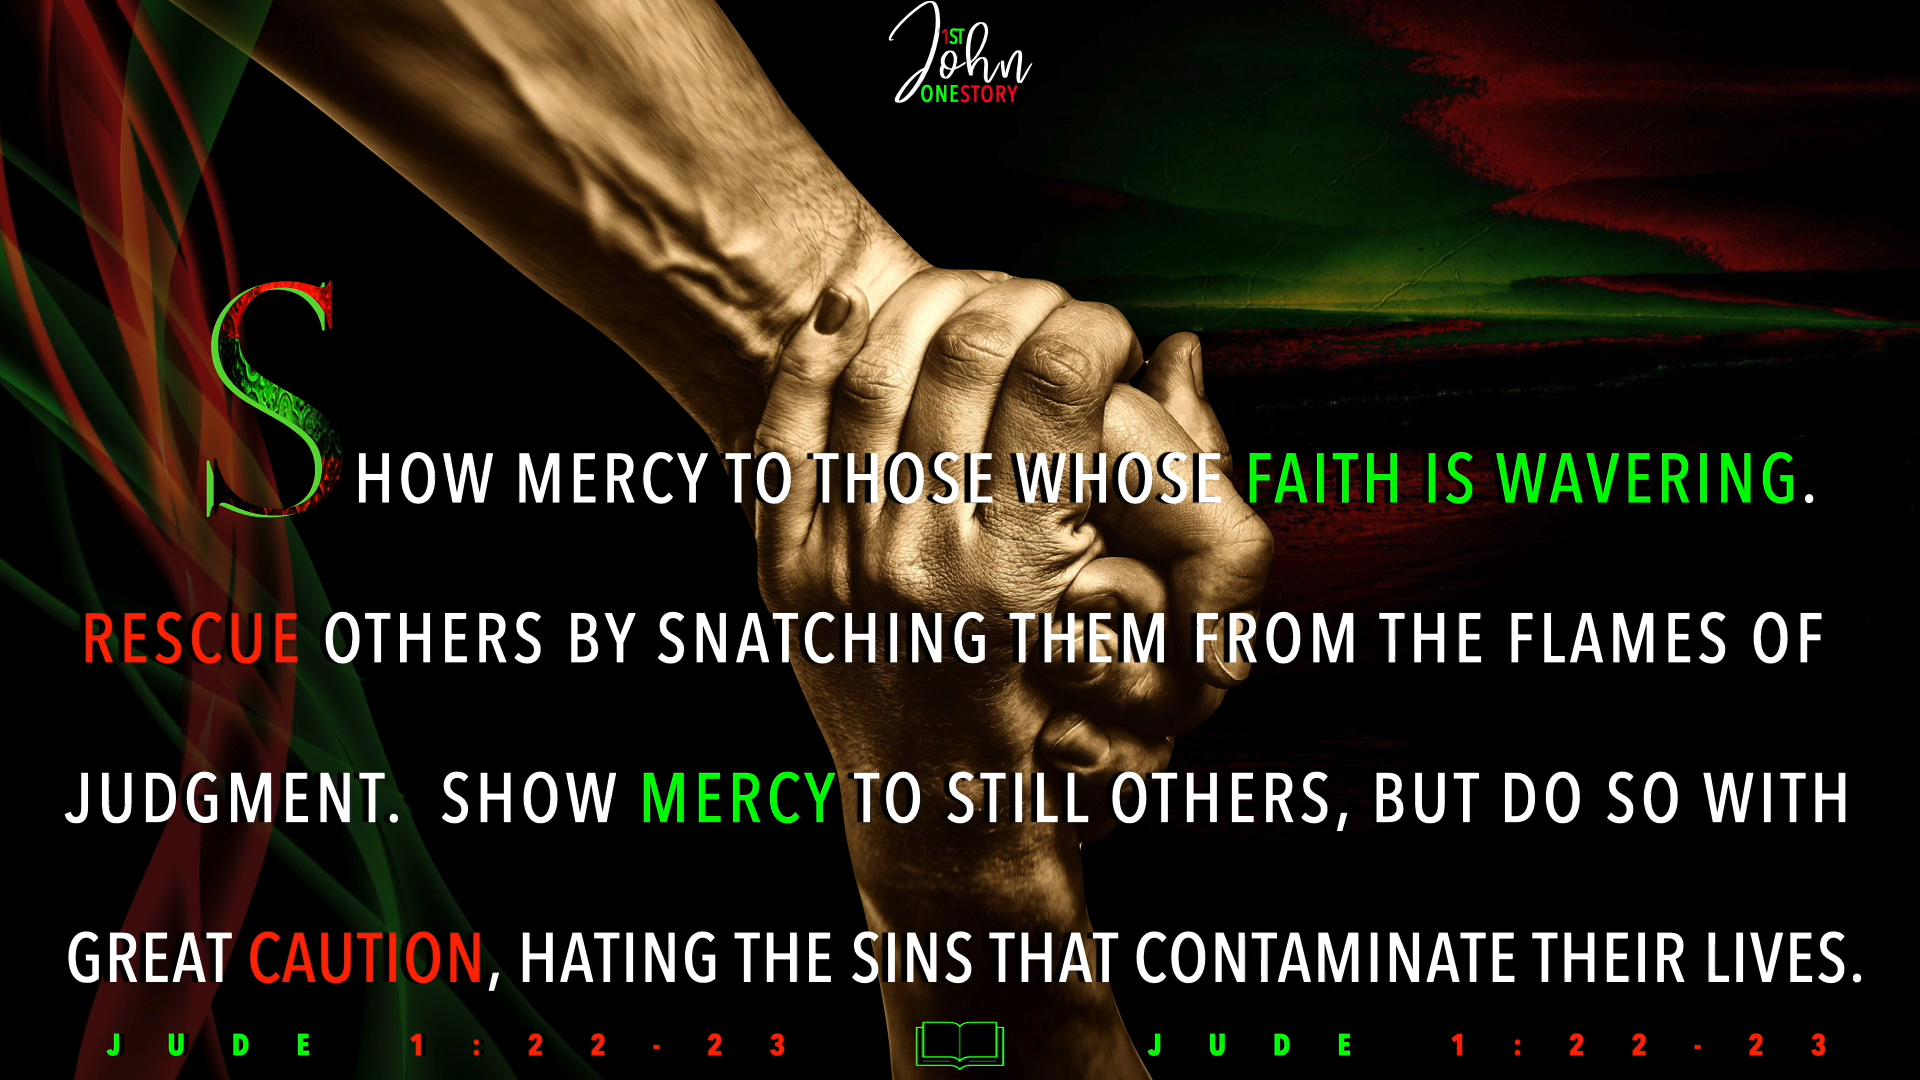 1ST
John
ONESTORY
SHOW MERCY TO THOSE WHOSE FAITH IS WAVERING.
RESCUE OTHERS BY SNATCHING THEM FROM THE FLAMES OF
JUDGMENT. SHOW MERCY TO STILL OTHERS, BUT DO SO WITH
GREAT CAUTION, HATING THE SINS THAT CONTAMINATE THEIR LIVES.
JUDE 1:22-23 JUDE 1:22-23